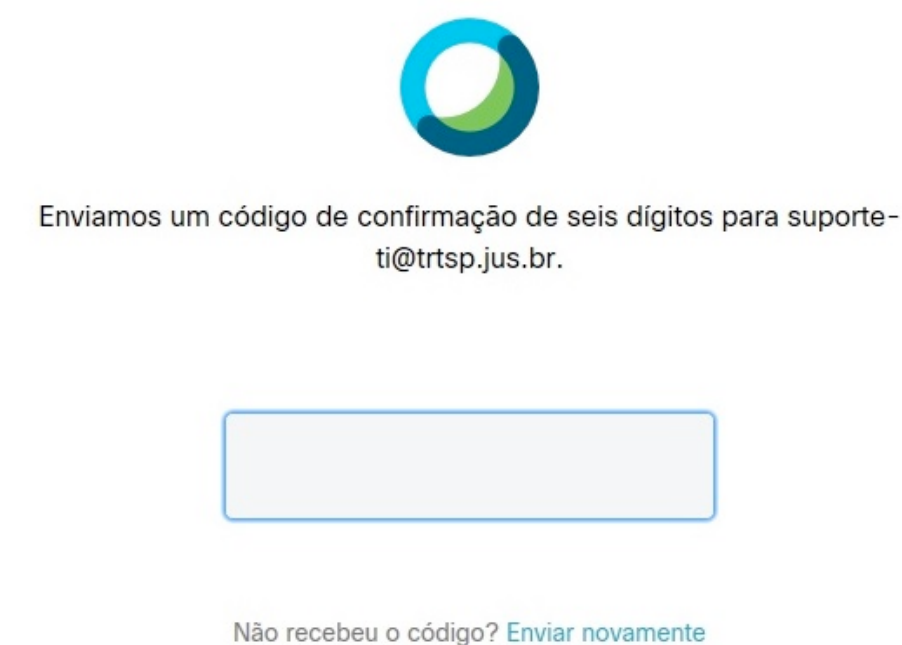 Enviamos um código de confirmação de seis dígitos para suporte-
ti@trtsp.jus.br.
Não recebeu o código? Enviar novamente